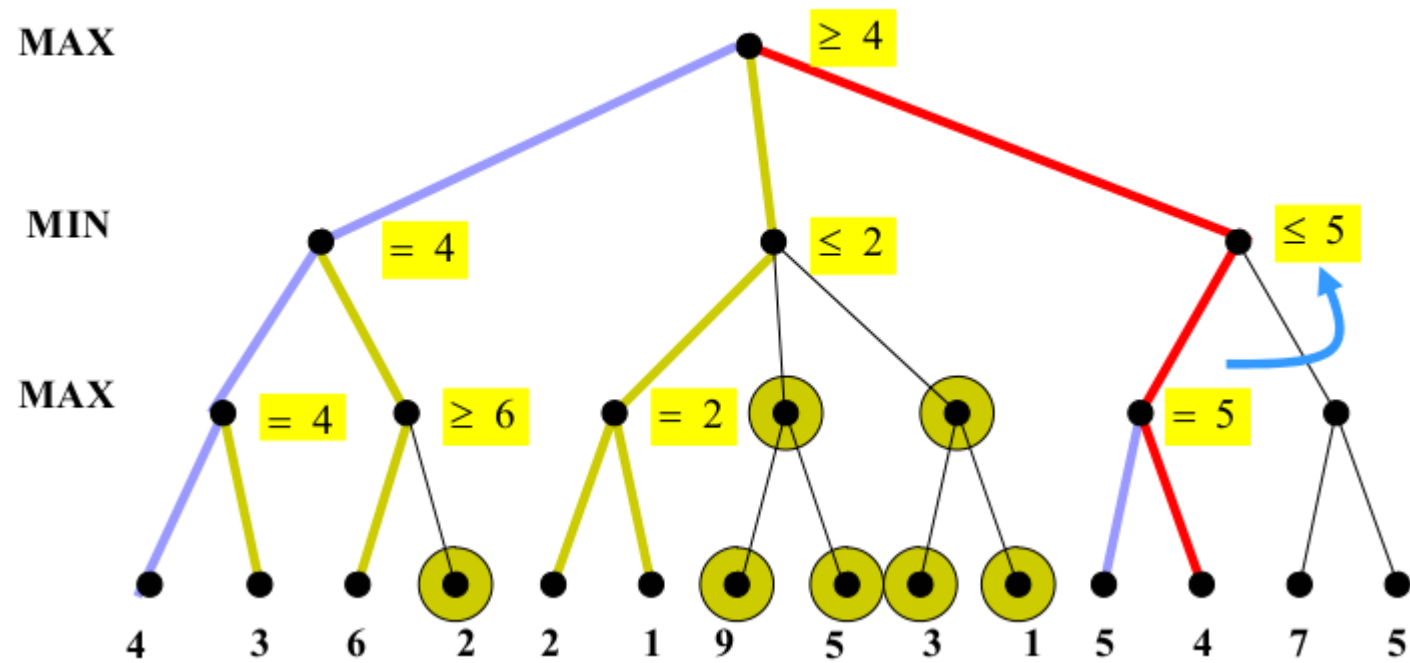 MAX
≥ 4
MIN
= 4
≤ 2
≤ 5
MAX
= 4
≥ 6
= 2
= 5
4 3 6 2 2 1 9 5 3 1 5 4 7 5